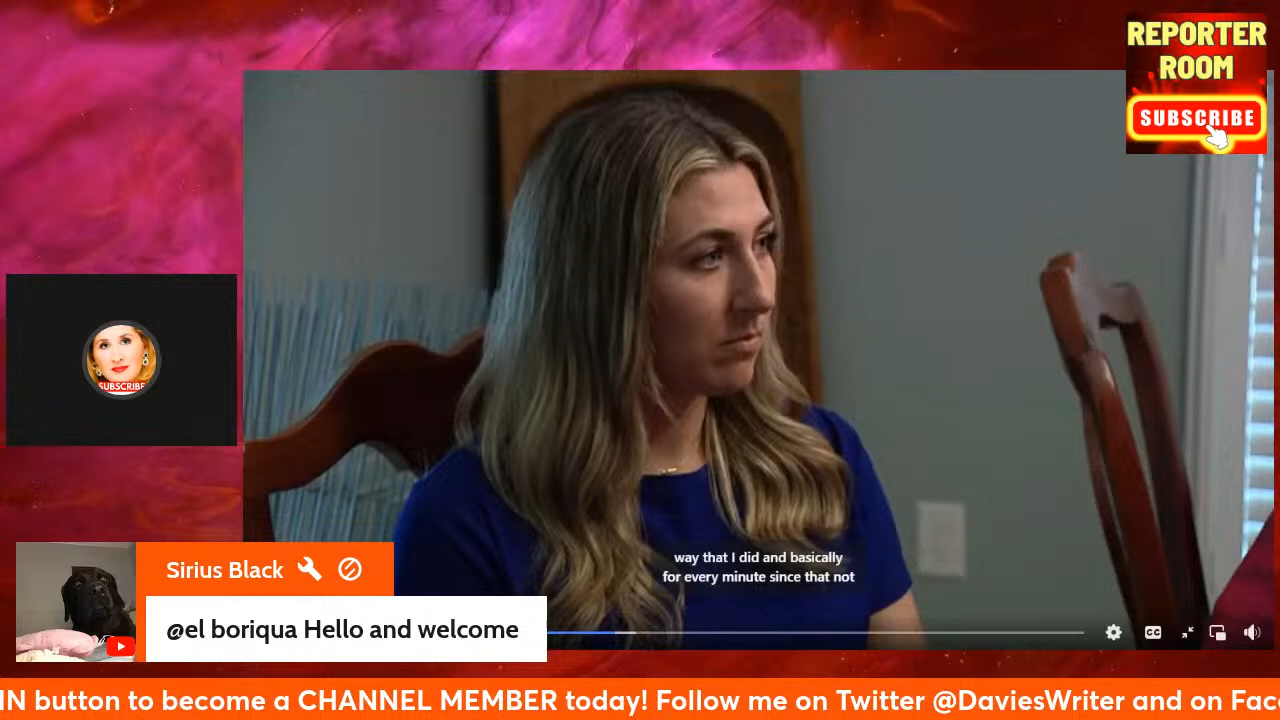 REPORTER
ROOM
SUBSCRIBE
SUBSCRIBE
way that I did and basically
for every minute since that not
Sirius Black
@el boriqua Hello and welcome
CC
IN button to become a CHANNEL MEMBER today! Follow me on Twitter @DaviesWriter and on Fac